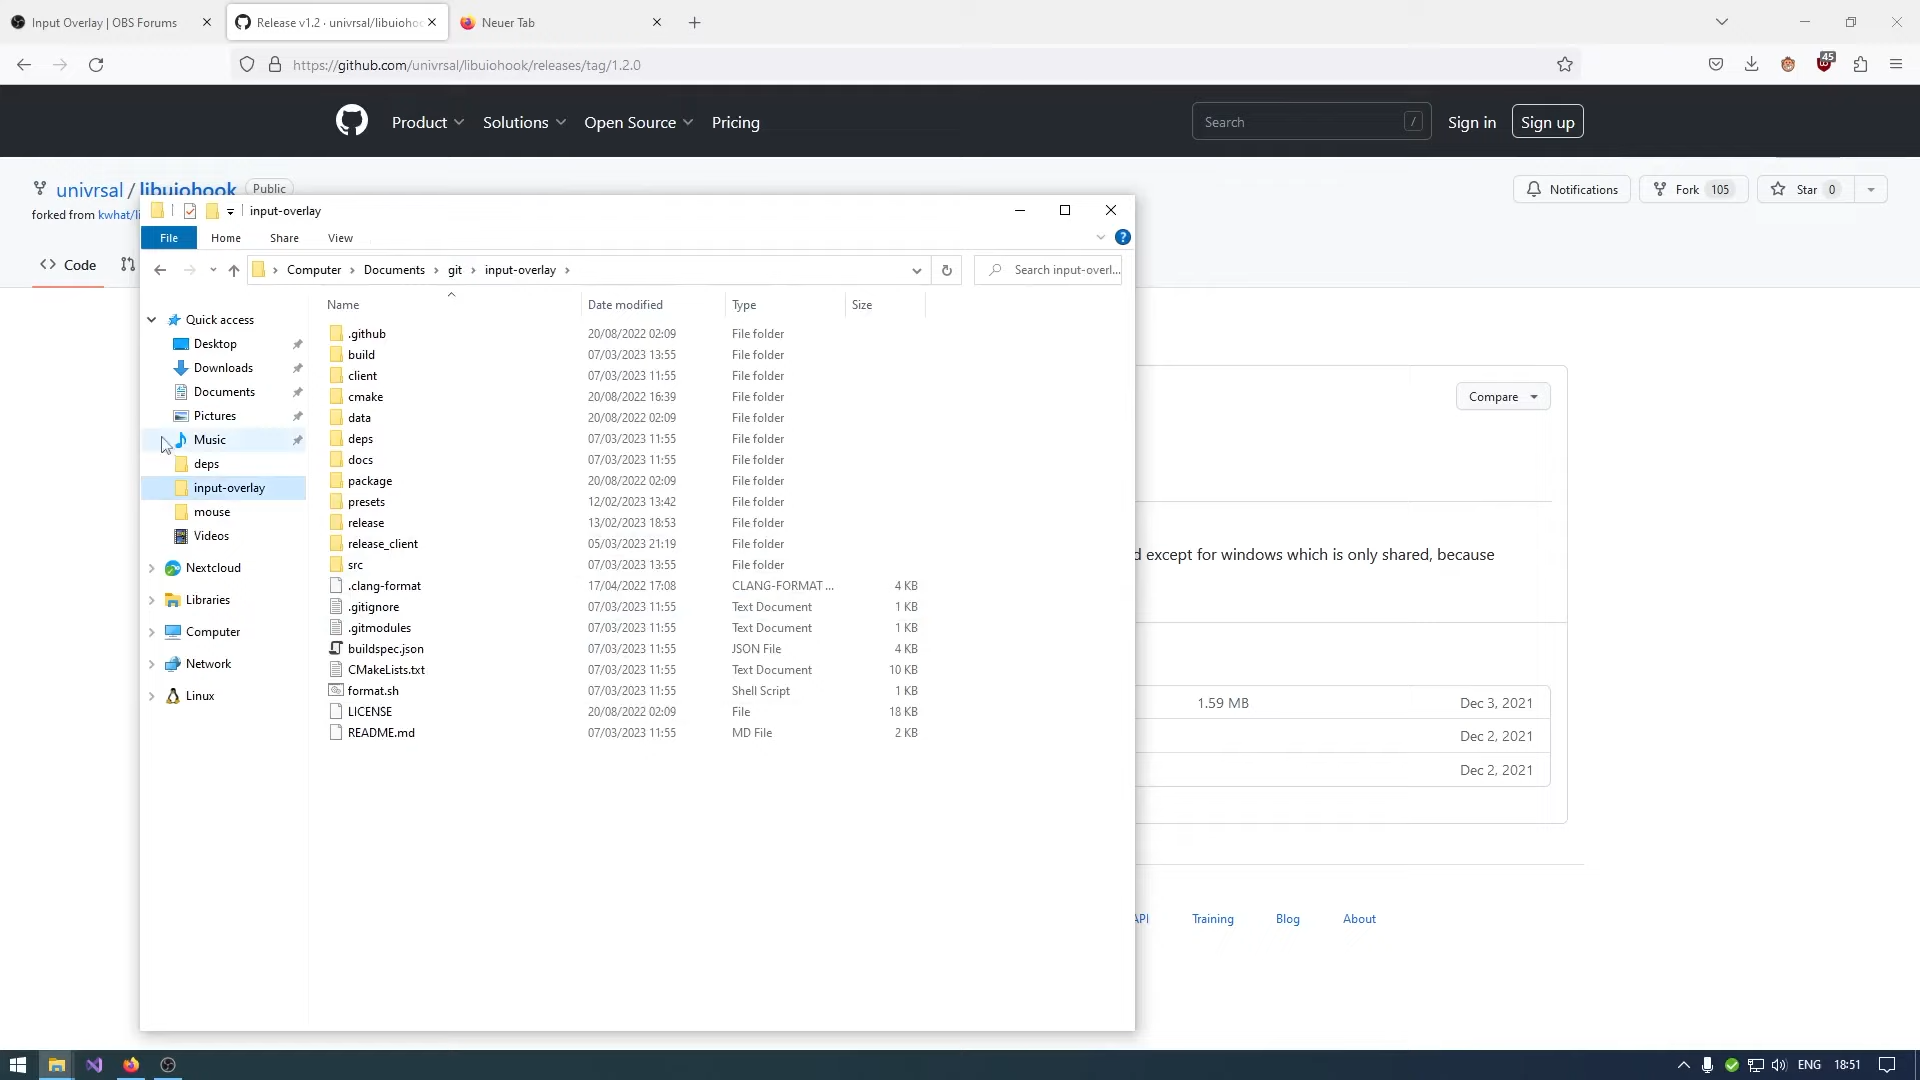 Input Overlay | OBS Forums
Release v1.2 · univrsal/libuioho
Neuer Tab
https://github.com/univrsal/libuiohook/releases/tag/1.2.0
45
Product
Solutions
Open Source
Pricing
Search
/
Sign in
Sign up
univrsal / libuiohook
Public
Notifications
Fork 105
Star 0
forked from kwhat/li
Code
input-overlay
File
Home
Share
View
?
Computer
Documents
git
input-overlay
Search input-overl...
Name
Date modified
Type
Size
Quick access
Desktop
Downloads
Documents
Pictures
Music
deps
input-overlay
mouse
Videos
Nextcloud
Libraries
Computer
Network
Linux
.github 20/08/2022 02:09 File folder
build 07/03/2023 13:55 File folder
client 07/03/2023 11:55 File folder
cmake 20/08/2022 16:39 File folder
data 20/08/2022 02:09 File folder
deps 07/03/2023 11:55 File folder
docs 07/03/2023 11:55 File folder
package 20/08/2022 02:09 File folder
presets 12/02/2023 13:42 File folder
release 13/02/2023 18:53 File folder
release_client 05/03/2023 21:19 File folder
src 07/03/2023 13:55 File folder
.clang-format 17/04/2022 17:08 CLANG-FORMAT ... 4 KB
.gitignore 07/03/2023 11:55 Text Document 1 KB
.gitmodules 07/03/2023 11:55 Text Document 1 KB
buildspec.json 07/03/2023 11:55 JSON File 4 KB
CMakeLists.txt 07/03/2023 11:55 Text Document 10 KB
format.sh 07/03/2023 11:55 Shell Script 1 KB
LICENSE 20/08/2022 02:09 File 18 KB
README.md 07/03/2023 11:55 MD File 2 KB
Compare
d except for windows which is only shared, because
1.59 MB Dec 3, 2021
Dec 2, 2021
Dec 2, 2021
API
Training
Blog
About
ENG
18:51